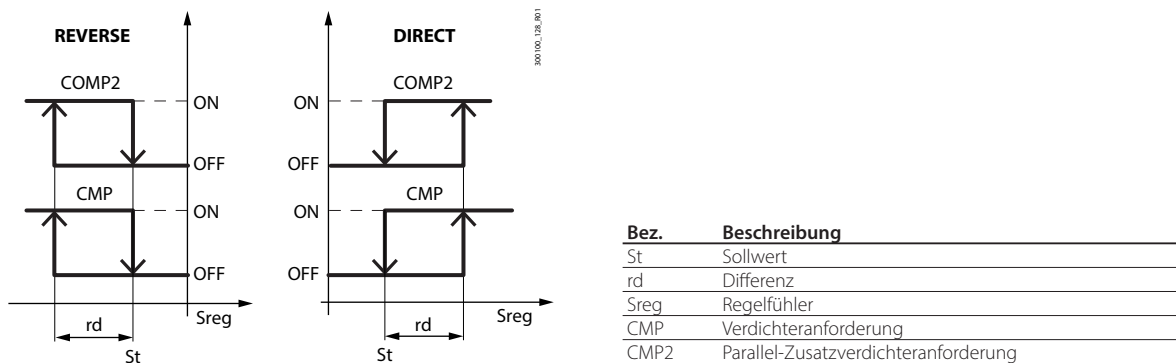 REVERSE
COMP2
ON
OFF
CMP
ON
OFF
rd
Sreg
St
DIRECT
COMP2
ON
OFF
CMP
ON
OFF
rd
Sreg
St
300100_128_R01
Bez. Beschreibung
St Sollwert
rd Differenz
Sreg Regelfühler
CMP Verdichteranforderung
CMP2 Parallel-Zusatzverdichteranforderung